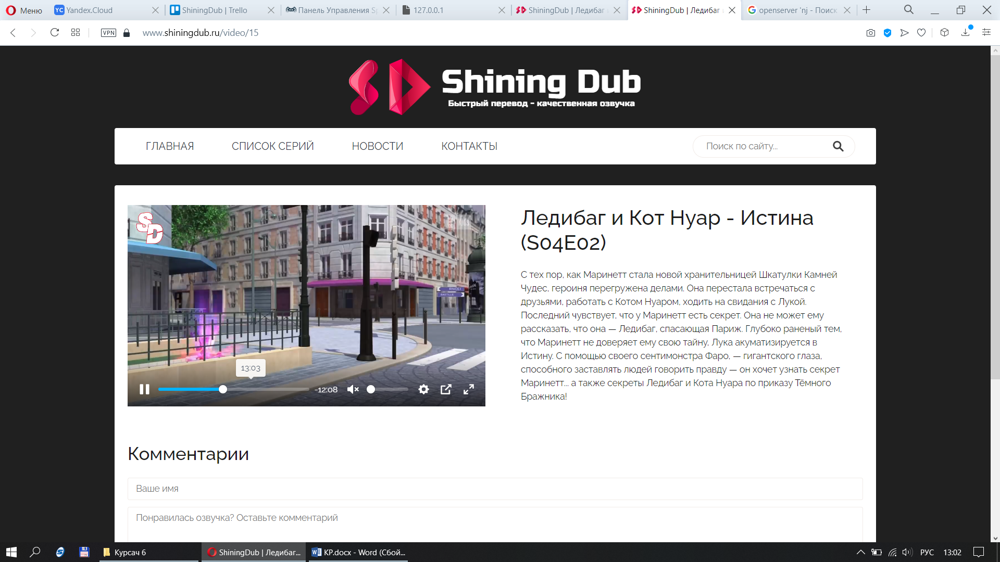 Меню
Yandex.Cloud
ShiningDub | Trello
Панель Управления Sp
127.0.0.1
ShiningDub | Ледибаг
ShiningDub | Ледибаг
openserver 'nj - Поиск
VPN
www.shiningdub.ru/video/15
Shining Dub
Быстрый перевод - качественная озвучка
ГЛАВНАЯ
СПИСОК СЕРИЙ
НОВОСТИ
КОНТАКТЫ
Поиск по сайту...
SD
Kids
RIVOLI
BASTILLE
13:03
-12:08
Ледибаг и Кот Нуар - Истина
(S04E02)
С тех пор, как Маринетт стала новой хранительницей Шкатулки Камней
Чудес, героиня перегружена делами. Она перестала встречаться с
друзьями, работать с Котом Нуаром, ходить на свидания с Лукой.
Последний чувствует, что у Маринетт есть секрет. Она не может ему
рассказать, что она — Ледибаг, спасающая Париж. Глубоко раненый тем,
что Маринетт не доверяет ему свою тайну, Лука акуматизируется в
Истину. С помощью своего сентимонстра Фаро, — гигантского глаза,
способного заставлять людей говорить правду — он хочет узнать секрет
Маринетт... а также секреты Ледибаг и Кота Нуара по приказу Тёмного
Бражника!
Комментарии
Ваше имя
Понравилась озвучка? Оставьте комментарий
Курсач 6
ShiningDub | Ледибаг...
KP.docx - Word (Сбой...
РУС
13:02